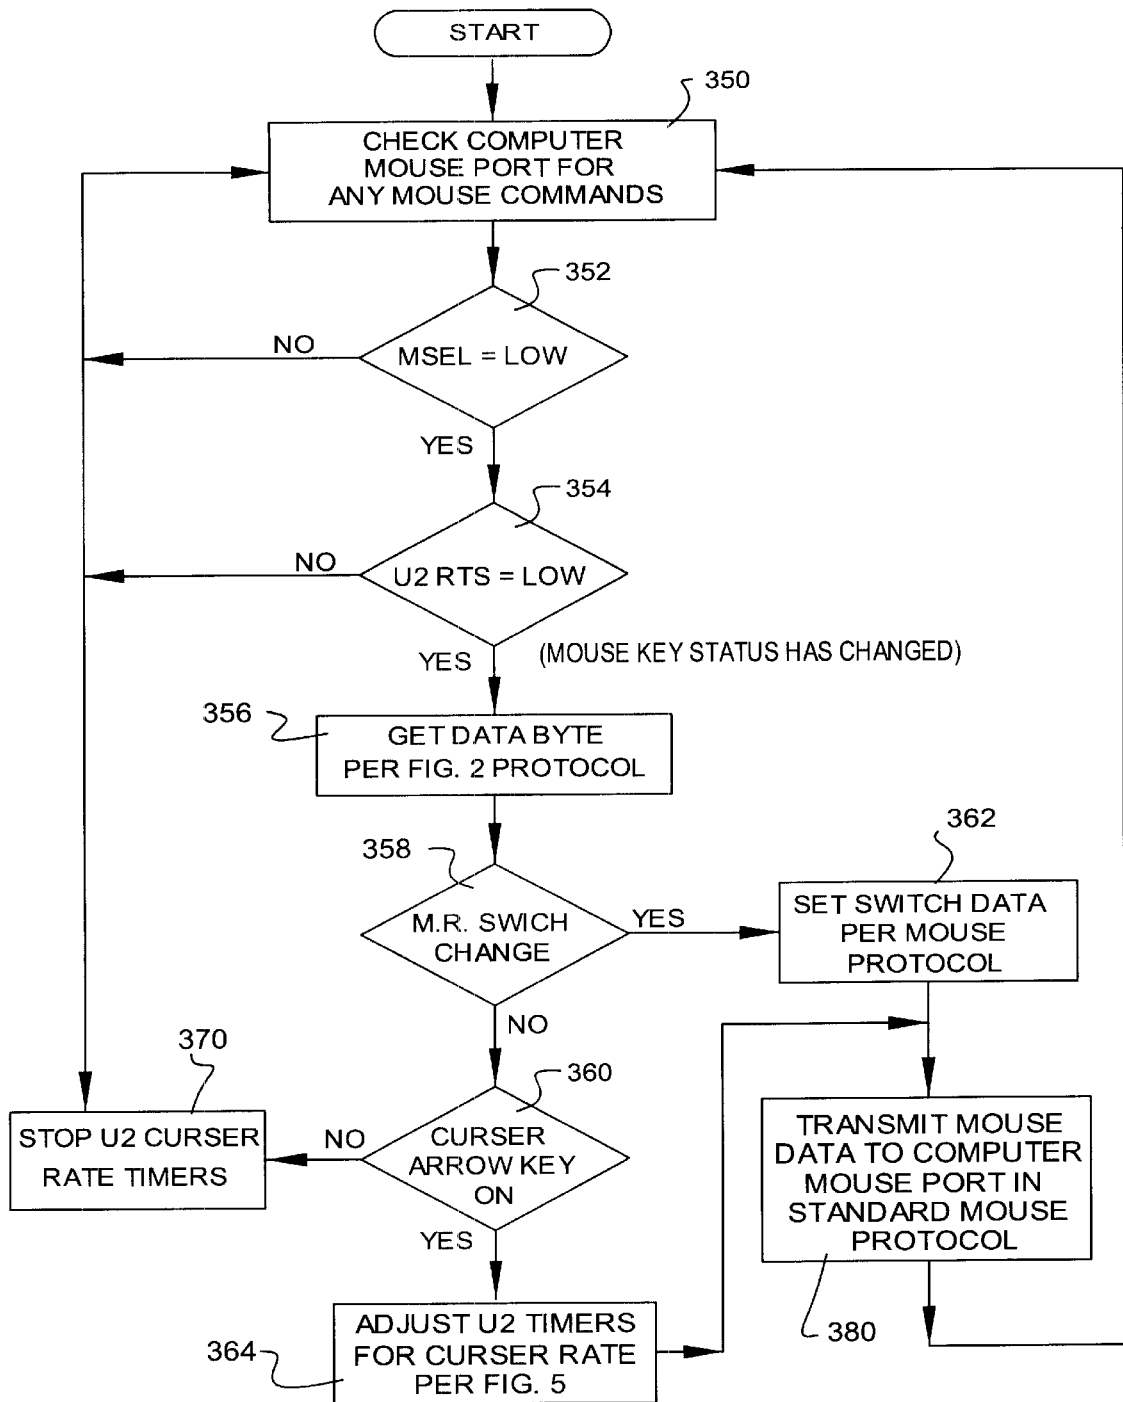 START
350
CHECK COMPUTER
MOUSE PORT FOR
ANY MOUSE COMMANDS
352
NO
MSEL = LOW
YES
354
NO
U2 RTS = LOW
YES
(MOUSE KEY STATUS HAS CHANGED)
356
GET DATA BYTE
PER FIG. 2 PROTOCOL
358
M.R. SWICH
CHANGE
YES
362
SET SWITCH DATA
PER MOUSE
PROTOCOL
NO
370
STOP U2 CURSER
RATE TIMERS
NO
360
CURSER
ARROW KEY
ON
YES
TRANSMIT MOUSE
DATA TO COMPUTER
MOUSE PORT IN
STANDARD MOUSE
PROTOCOL
380
364
ADJUST U2 TIMERS
FOR CURSER RATE
PER FIG. 5